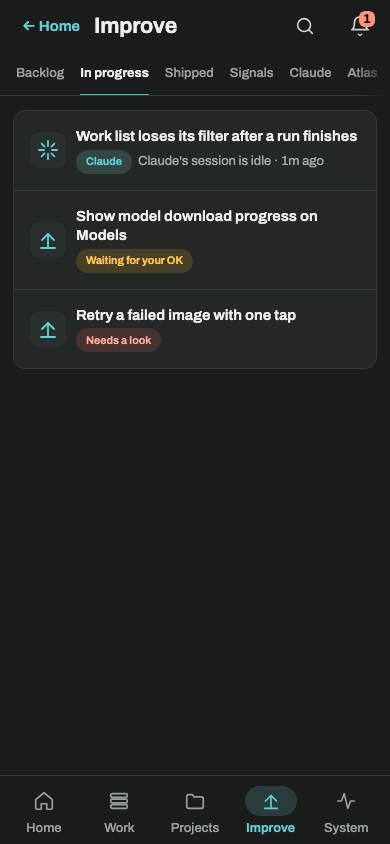 ← Home Improve 1
Backlog In progress Shipped Signals Claude Atlas
Work list loses its filter after a run finishes
Claude Claude's session is idle · 1m ago
Show model download progress on
Models
Waiting for your OK
Retry a failed image with one tap
Needs a look
Home Work Projects Improve System